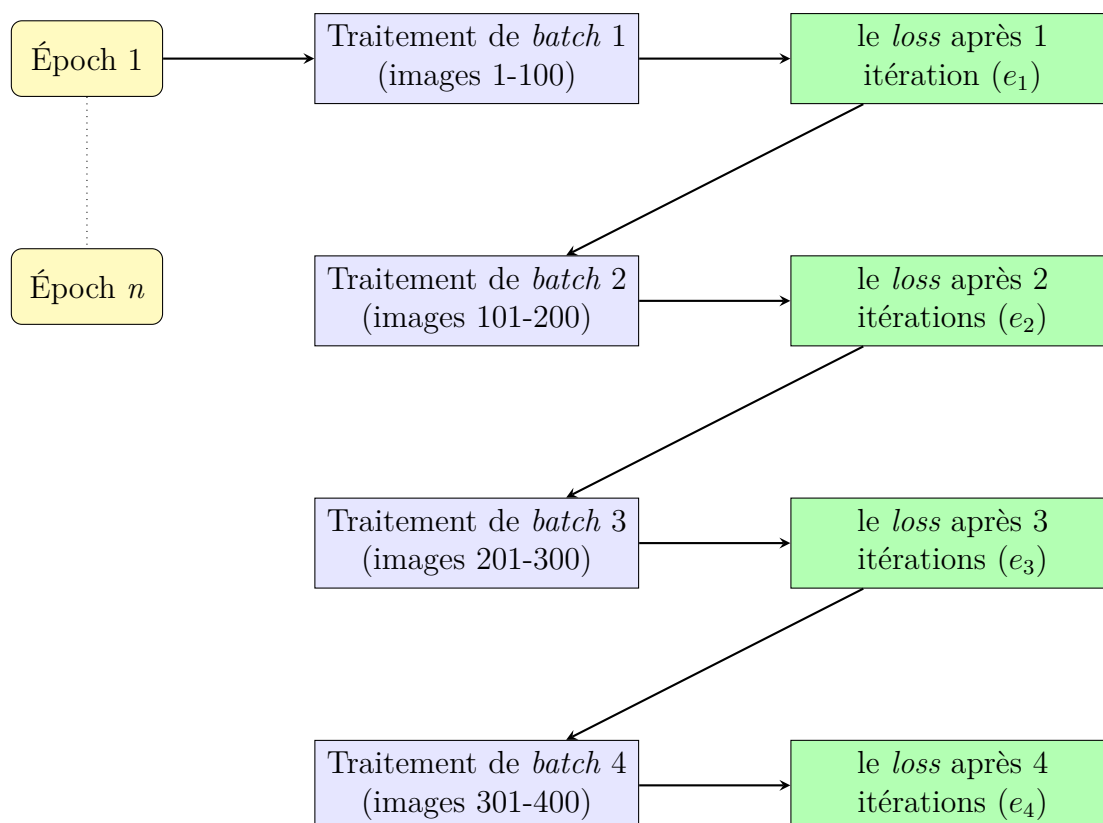 Époch 1
Traitement de batch 1
(images 1-100)
le loss après 1
itération (e₁)
Époch n
Traitement de batch 2
(images 101-200)
le loss après 2
itérations (e₂)
Traitement de batch 3
(images 201-300)
le loss après 3
itérations (e₃)
Traitement de batch 4
(images 301-400)
le loss après 4
itérations (e₄)